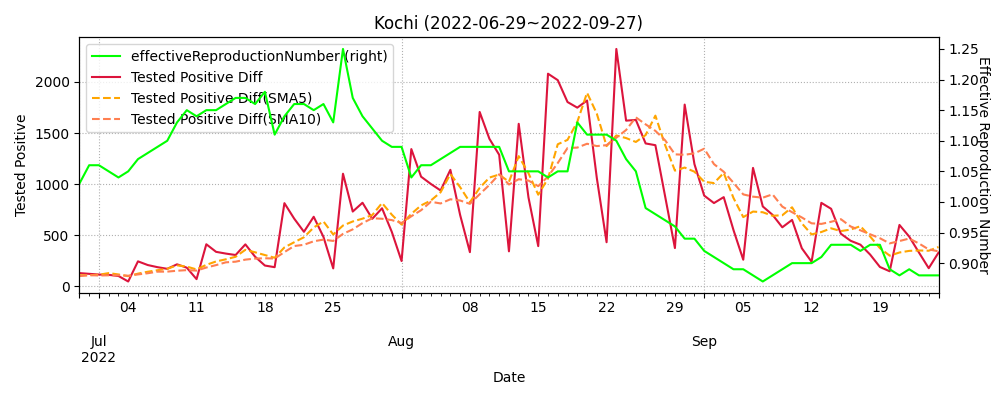 Kochi (2022-06-29~2022-09-27)
effectiveReproductionNumber (right)
Tested Positive Diff
Tested Positive Diff(SMA5)
Tested Positive Diff(SMA10)
Tested Positive
2000
1500
1000
500
0
1.25
1.20
1.15
1.10
1.05
1.00
0.95
0.90
Effective Reproduction Number
04 11 18 25 08 15 22 29 05 12 19
Jul Aug Sep
2022
Date